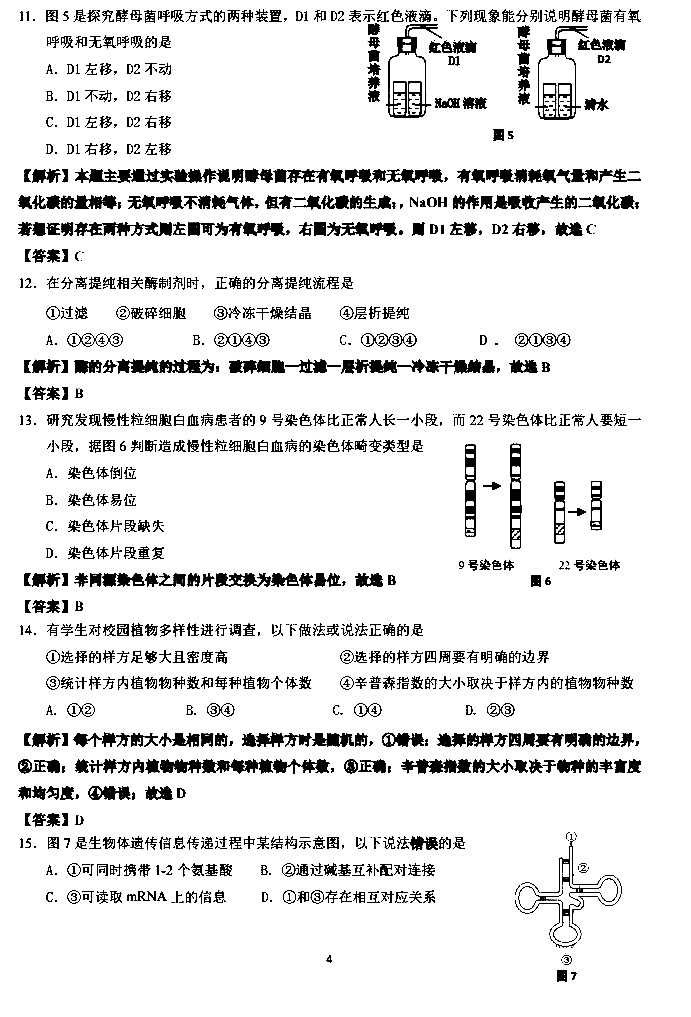 11. 图 5 是探究酵母菌呼吸方式的两种装置，D1 和 D2 表示红色液滴。下列现象能分别说明酵母菌有氧
呼吸和无氧呼吸的是
A. D1 左移，D2 不动
B. D1 不动，D2 右移
C. D1 左移，D2 右移
D. D1 右移，D2 左移
酵母菌培养液
红色液滴
D1
NaOH 溶液
酵母菌培养液
红色液滴
D2
清水
图 5
【解析】本题主要通过实验操作说明酵母菌存在有氧呼吸和无氧呼吸，有氧呼吸消耗氧气量和产生二
氧化碳的量相等；无氧呼吸不消耗气体，但有二氧化碳的生成；，NaOH 的作用是吸收产生的二氧化碳；
若想证明存在两种方式则左图可为有氧呼吸，右图为无氧呼吸。则 D1 左移，D2 右移，故选 C
【答案】C
12. 在分离提纯相关酶制剂时，正确的分离提纯流程是
①过滤 ②破碎细胞 ③冷冻干燥结晶 ④层析提纯
A. ①②④③ B. ②①④③ C. ①②③④ D . ②①③④
【解析】酶的分离提纯的过程为：破碎细胞—过滤—层析提纯—冷冻干燥结晶，故选 B
【答案】B
13. 研究发现慢性粒细胞白血病患者的 9 号染色体比正常人长一小段，而 22 号染色体比正常人要短一
小段，据图 6 判断造成慢性粒细胞白血病的染色体畸变类型是
A. 染色体倒位
B. 染色体易位
C. 染色体片段缺失
D. 染色体片段重复
9 号染色体 22 号染色体
图 6
【解析】非同源染色体之间的片段交换为染色体易位，故选 B
【答案】B
14. 有学生对校园植物多样性进行调查，以下做法或说法正确的是
①选择的样方足够大且密度高 ②选择的样方四周要有明确的边界
③统计样方内植物物种数和每种植物个体数 ④辛普森指数的大小取决于样方内的植物物种数
A. ①② B. ③④ C. ①④ D. ②③
【解析】每个样方的大小是相同的，选择样方时是随机的，①错误；选择的样方四周要有明确的边界，
②正确；统计样方内植物物种数和每种植物个体数，③正确；辛普森指数的大小取决于物种的丰富度
和均匀度，④错误；故选 D
【答案】D
15. 图 7 是生物体遗传信息传递过程中某结构示意图，以下说法错误的是
A. ①可同时携带 1-2 个氨基酸 B. ②通过碱基互补配对连接
C. ③可读取 mRNA 上的信息 D. ①和③存在相互对应关系
①
②
③
图 7
4